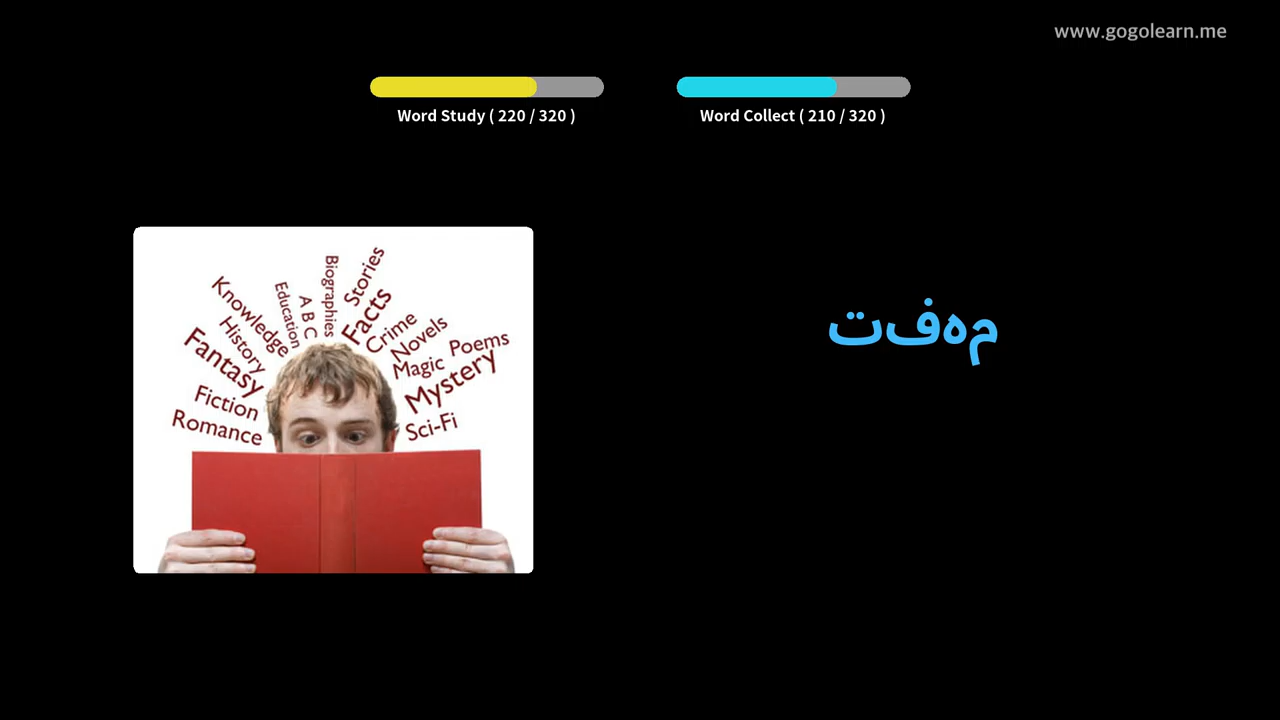 www.gogolearn.me
Word Study ( 220 / 320 )
Word Collect ( 210 / 320 )
Romance
Fiction
Fantasy
History
Knowledge
Education
A B C
Biographies
Stories
Facts
Crime
Novels
Magic
Poems
Mystery
Sci-Fi
مهفت